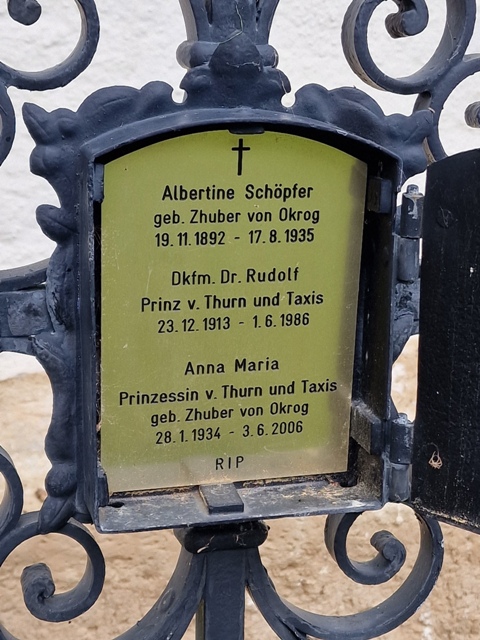 Albertine Schöpfer
geb. Zhuber von Okrog
19.11.1892 - 17.8.1935
Dkfm. Dr. Rudolf
Prinz v. Thurn und Taxis
23.12.1913 - 1.6.1986
Anna Maria
Prinzessin v. Thurn und Taxis
geb. Zhuber von Okrog
28.1.1934 - 3.6.2006
RIP